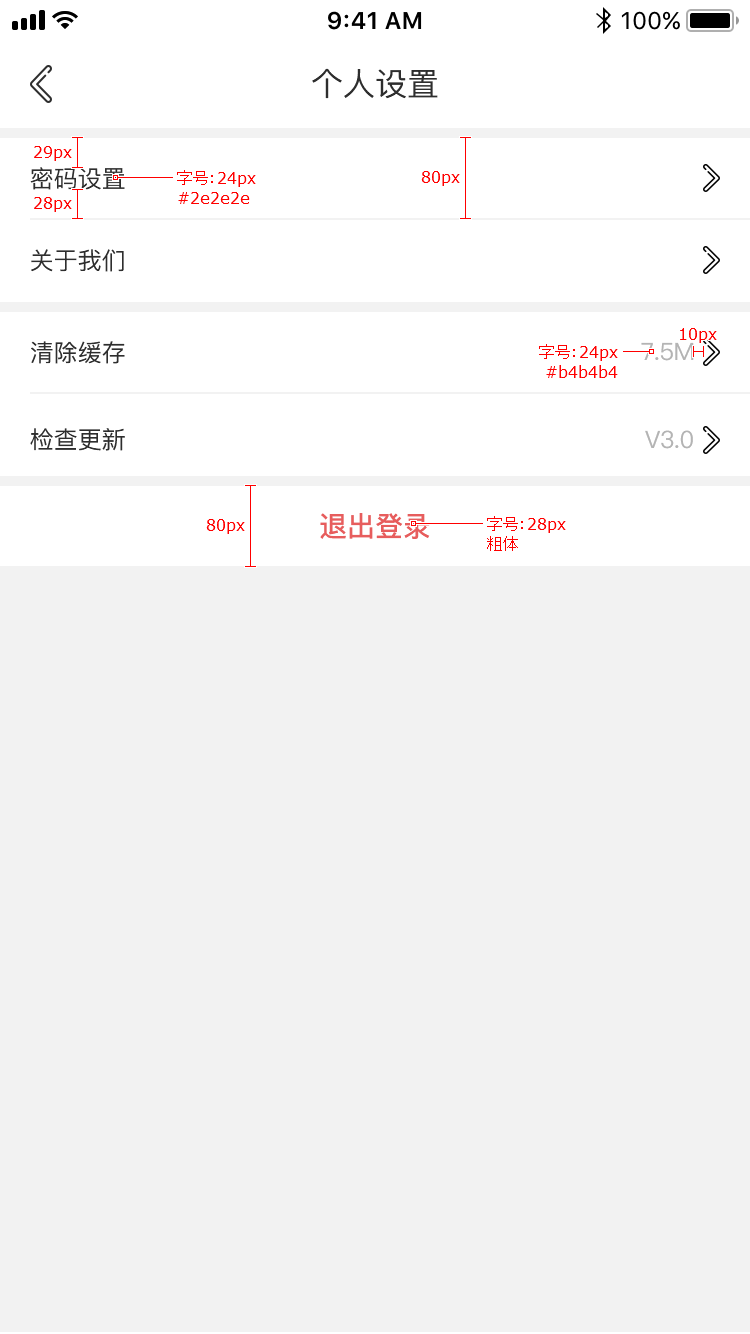 9:41 AM
100%
个人设置
29px
密码设置
28px
字号:24px
#2e2e2e
80px
关于我们
清除缓存
字号:24px
#b4b4b4
7.5M
10px
检查更新
V3.0
80px
退出登录
字号:28px
粗体